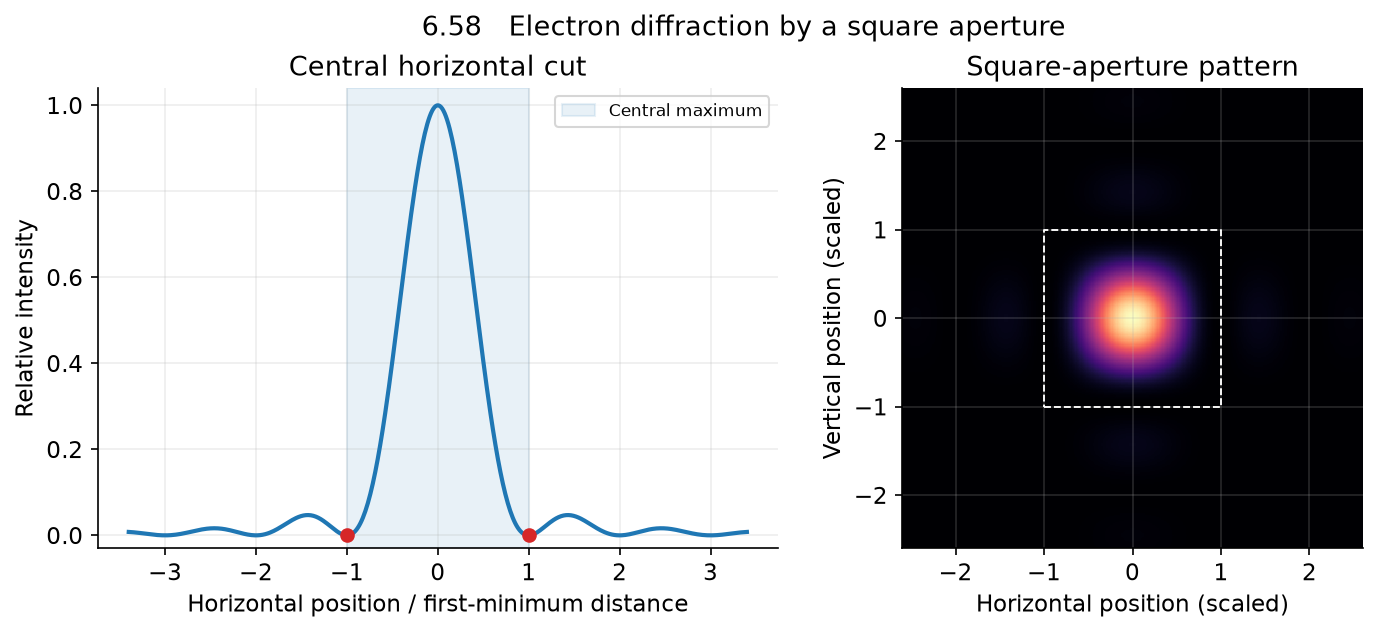 6.58 Electron diffraction by a square aperture
Central horizontal cut
Central maximum
1.0
0.8
0.6
0.4
0.2
0.0
Relative intensity
−3 −2 −1 0 1 2 3
Horizontal position / first-minimum distance
Square-aperture pattern
2
1
0
−1
−2
Vertical position (scaled)
−2 −1 0 1 2
Horizontal position (scaled)